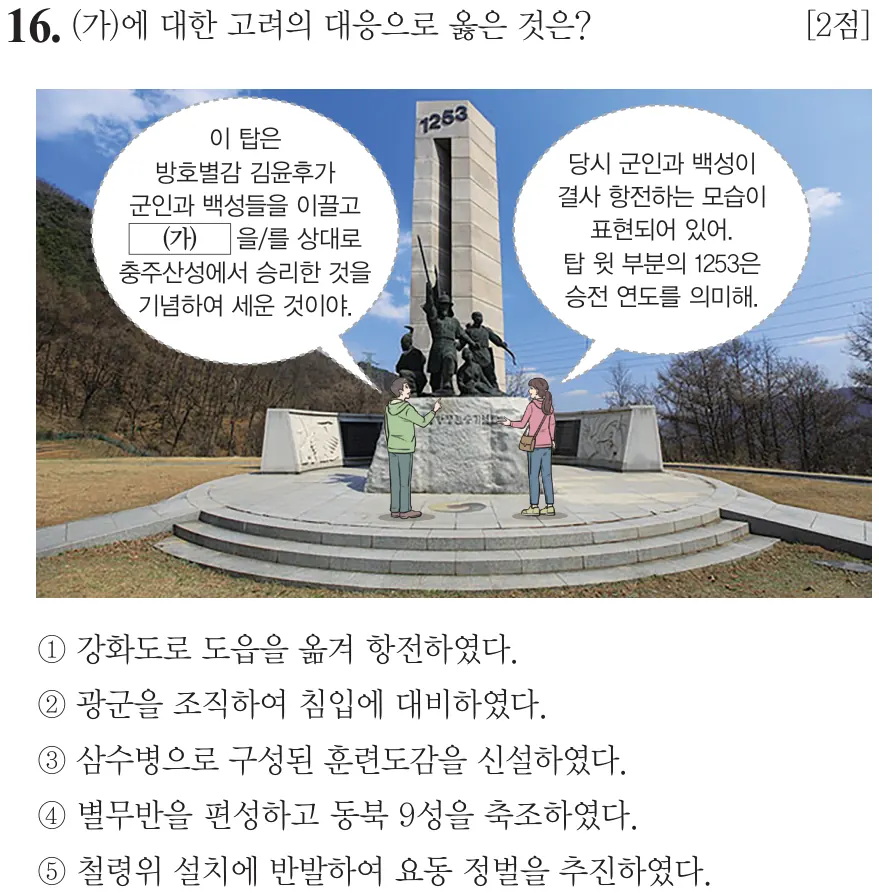 16. (가)에 대한 고려의 대응으로 옳은 것은? [2점]
1253
이 탑은
방호별감 김윤후가
군인과 백성들을 이끌고
(가) 을/를 상대로
충주산성에서 승리한 것을
기념하여 세운 것이야.
당시 군인과 백성이
결사 항전하는 모습이
표현되어 있어.
탑 윗 부분의 1253은
승전 연도를 의미해.
① 강화도로 도읍을 옮겨 항전하였다.
② 광군을 조직하여 침입에 대비하였다.
③ 삼수병으로 구성된 훈련도감을 신설하였다.
④ 별무반을 편성하고 동북 9성을 축조하였다.
⑤ 철령위 설치에 반발하여 요동 정벌을 추진하였다.